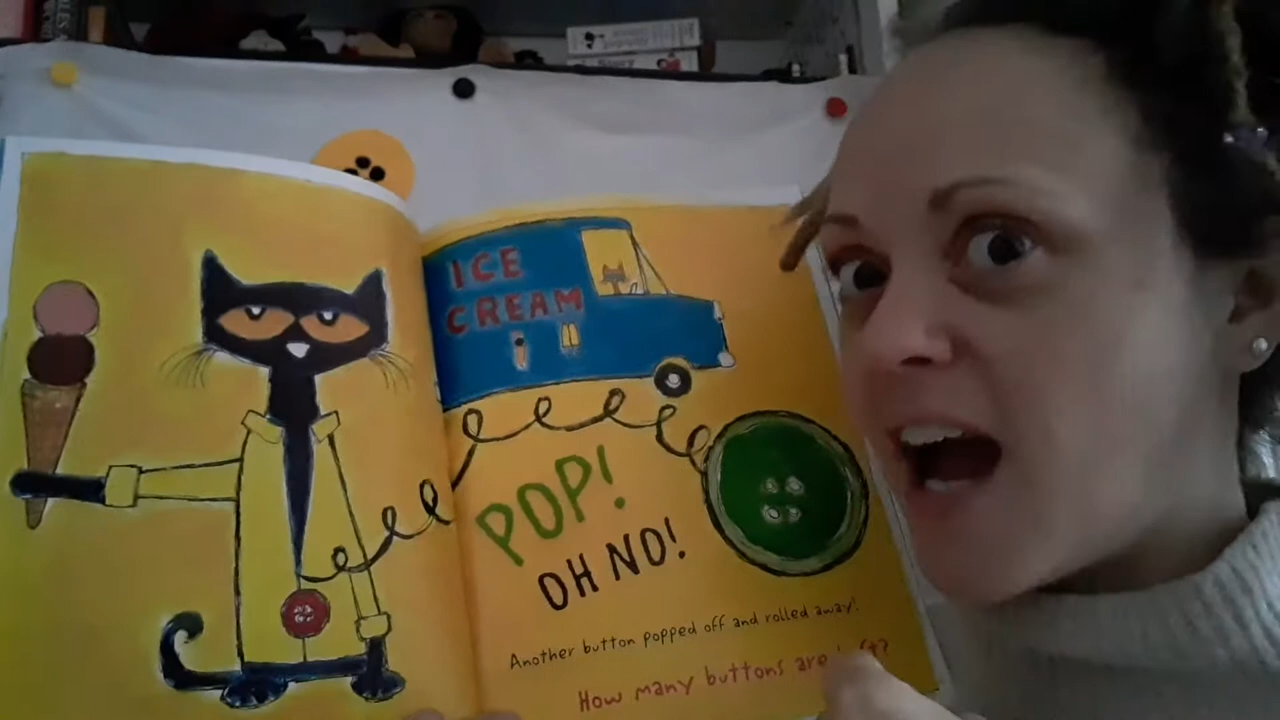 ICE
CREAM
POP!
OH NO!
Another button popped off and rolled away!
How many buttons are